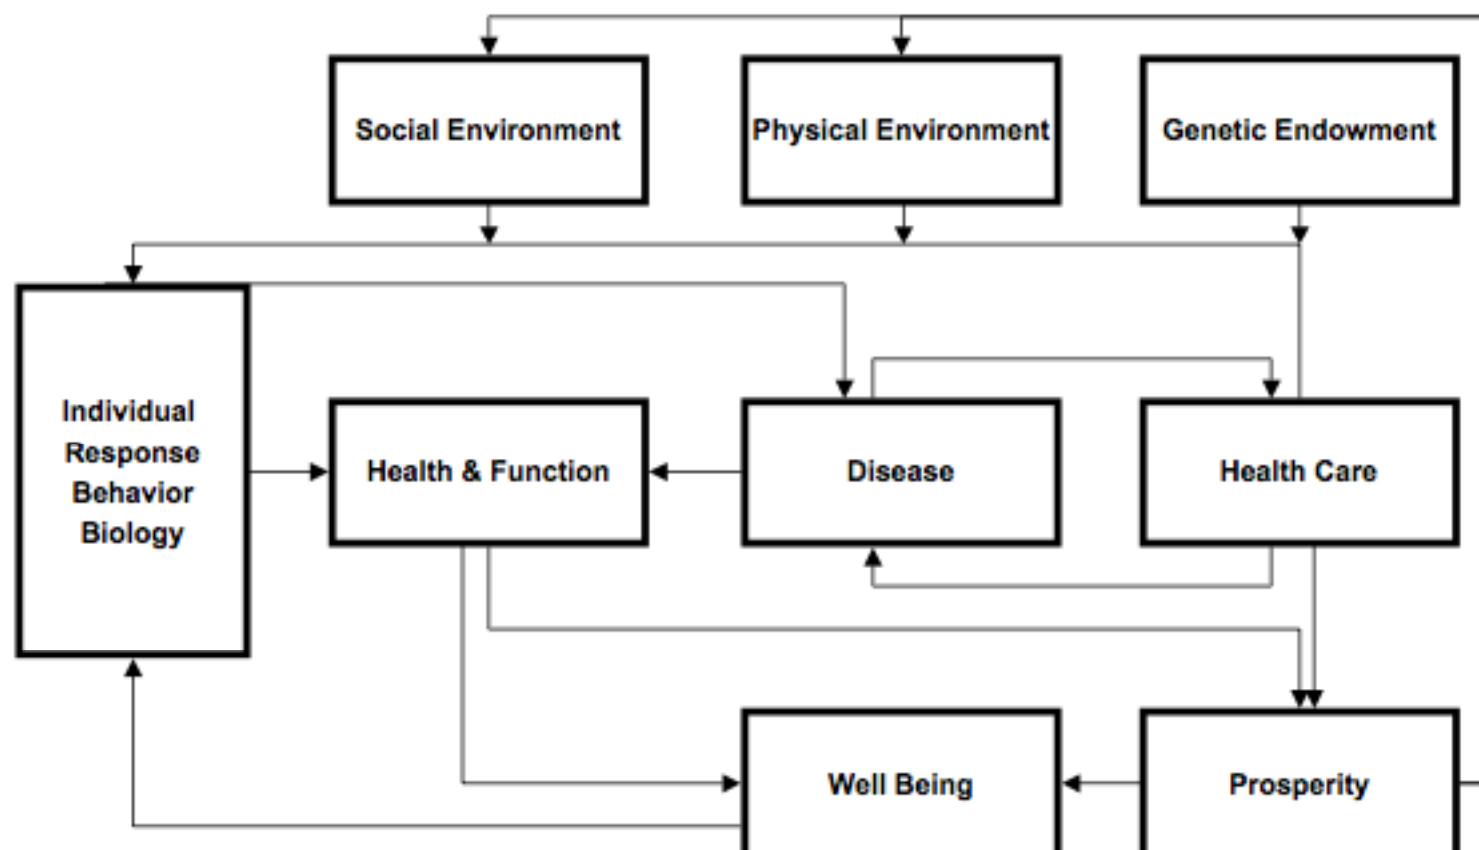 Social Environment
Physical Environment
Genetic Endowment
Individual
Response
Behavior
Biology
Health & Function
Disease
Health Care
Well Being
Prosperity